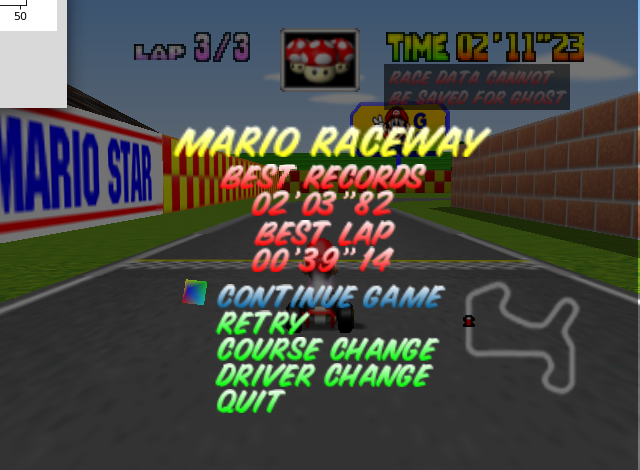 50
LAP 3/3
TIME 02'11"23
RACE DATA CANNOT
BE SAVED FOR GHOST
G
MARIO STAR
MARIO RACEWAY
BEST RECORDS
02'03"82
BEST LAP
00'39"14
CONTINUE GAME
RETRY
COURSE CHANGE
DRIVER CHANGE
QUIT